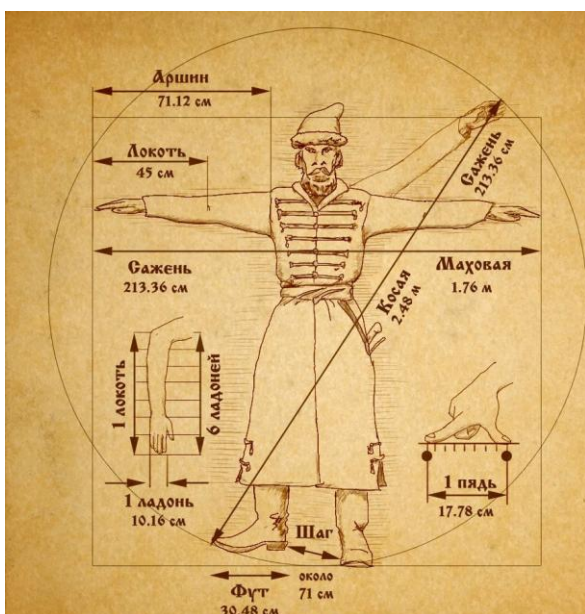 Аршин
71.12 см
Локоть
45 см
Сажень
213.36 см
Сажень
213.36 см
Маховая
1.76 м
Косая
2.48 м
1 локоть
6 ладоней
1 ладонь
10.16 см
1 пядь
17.78 см
Шаг
около
71 см
Фут
30.48 см